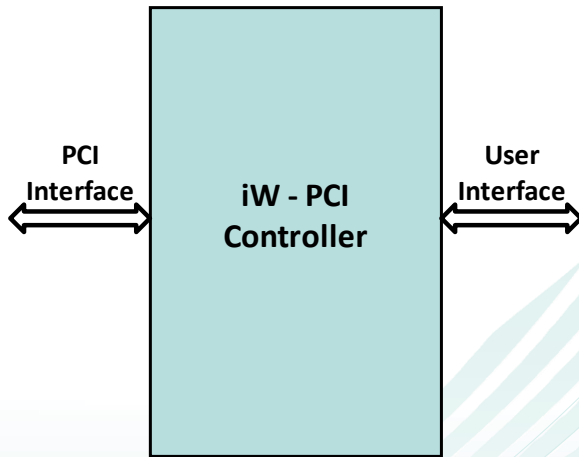 PCI
Interface
iW - PCI
Controller
User
Interface